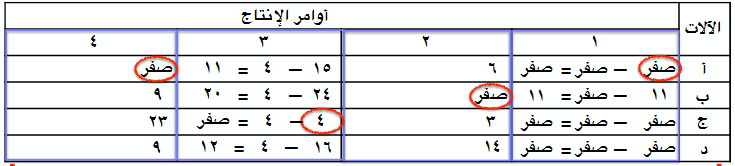 الآلات أوامر الإنتاج
١ ٢ ٣ ٤
أ صفر – صفر = صفر ٦ ١٥ – ٤ = ١١ صفر
ب ١١ – صفر = ١١ صفر ٢٤ – ٤ = ٢٠ ٩
ج صفر – صفر = صفر ٣ ٤ – ٤ = صفر ٢٣
د صفر – صفر = صفر ١٤ ١٦ – ٤ = ١٢ ٩